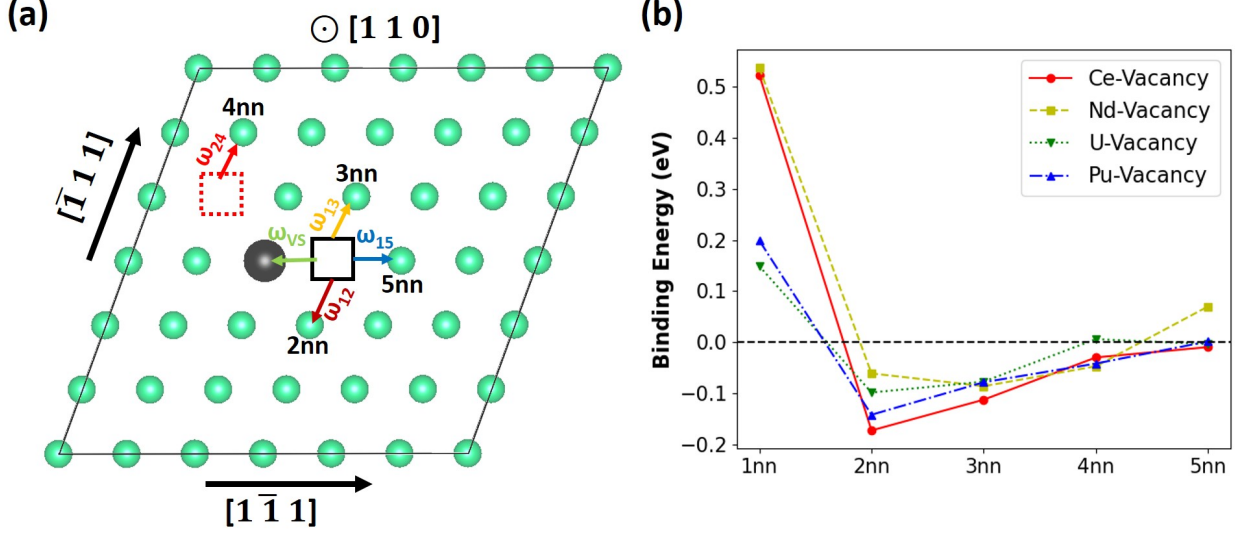 (a)
⊙ [1 1 0]
4nn
ω24
[1̅ 1 1]
3nn
ω13
ωVS
ω15
5nn
ω12
2nn
[1 1̅ 1]
(b)
Binding Energy (eV)
0.5
0.4
0.3
0.2
0.1
0.0
−0.1
−0.2
Ce-Vacancy
Nd-Vacancy
U-Vacancy
Pu-Vacancy
1nn 2nn 3nn 4nn 5nn